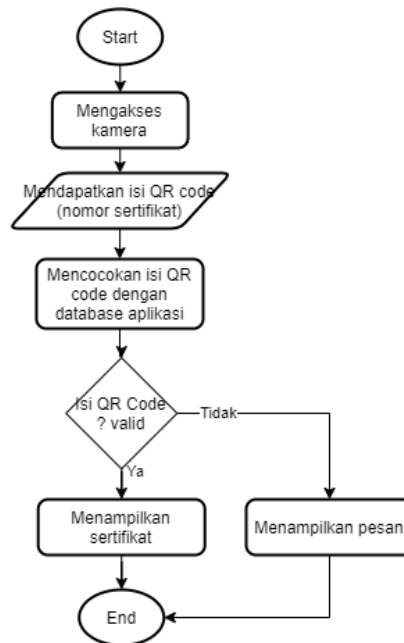 Start
Mengakses
kamera
Mendapatkan isi QR code
(nomor sertifikat)
Mencocokan isi QR
code dengan
database aplikasi
Isi QR Code
? valid
Tidak
Ya
Menampilkan
sertifikat
Menampilkan pesan
End